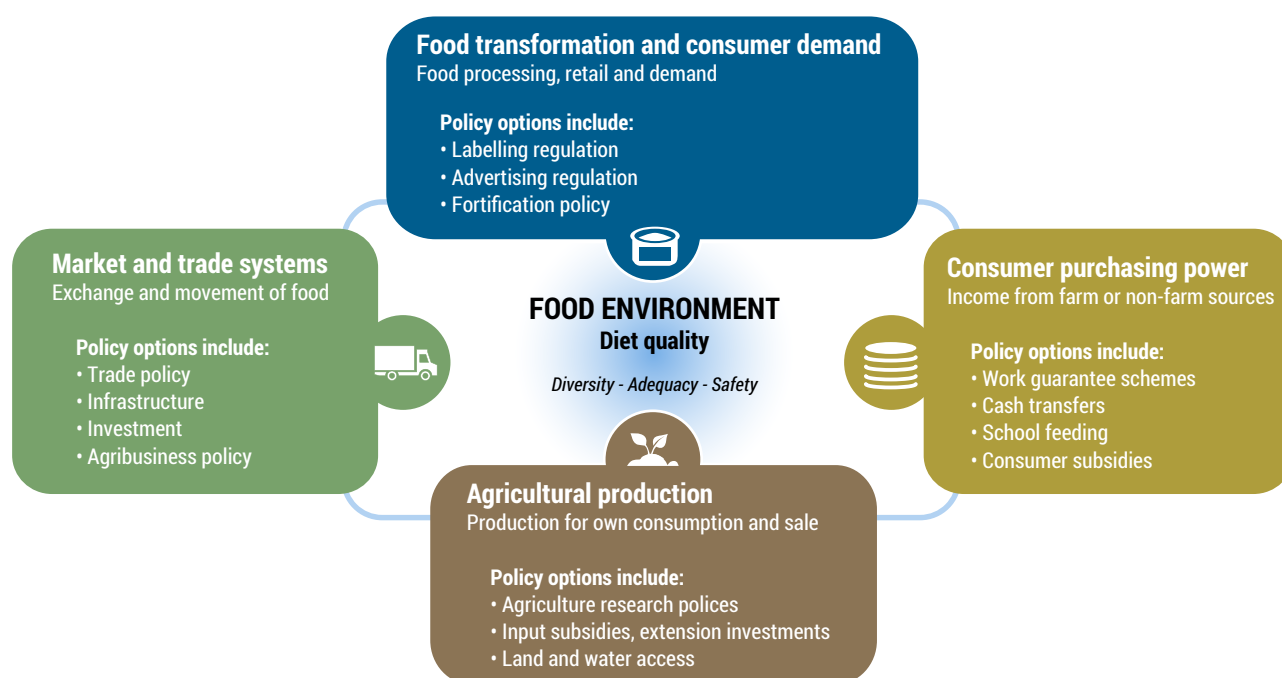 Food transformation and consumer demand
Food processing, retail and demand
Policy options include:
• Labelling regulation
• Advertising regulation
• Fortification policy
Market and trade systems
Exchange and movement of food
Policy options include:
• Trade policy
• Infrastructure
• Investment
• Agribusiness policy
FOOD ENVIRONMENT
Diet quality
Diversity - Adequacy - Safety
Consumer purchasing power
Income from farm or non-farm sources
Policy options include:
• Work guarantee schemes
• Cash transfers
• School feeding
• Consumer subsidies
Agricultural production
Production for own consumption and sale
Policy options include:
• Agriculture research polices
• Input subsidies, extension investments
• Land and water access